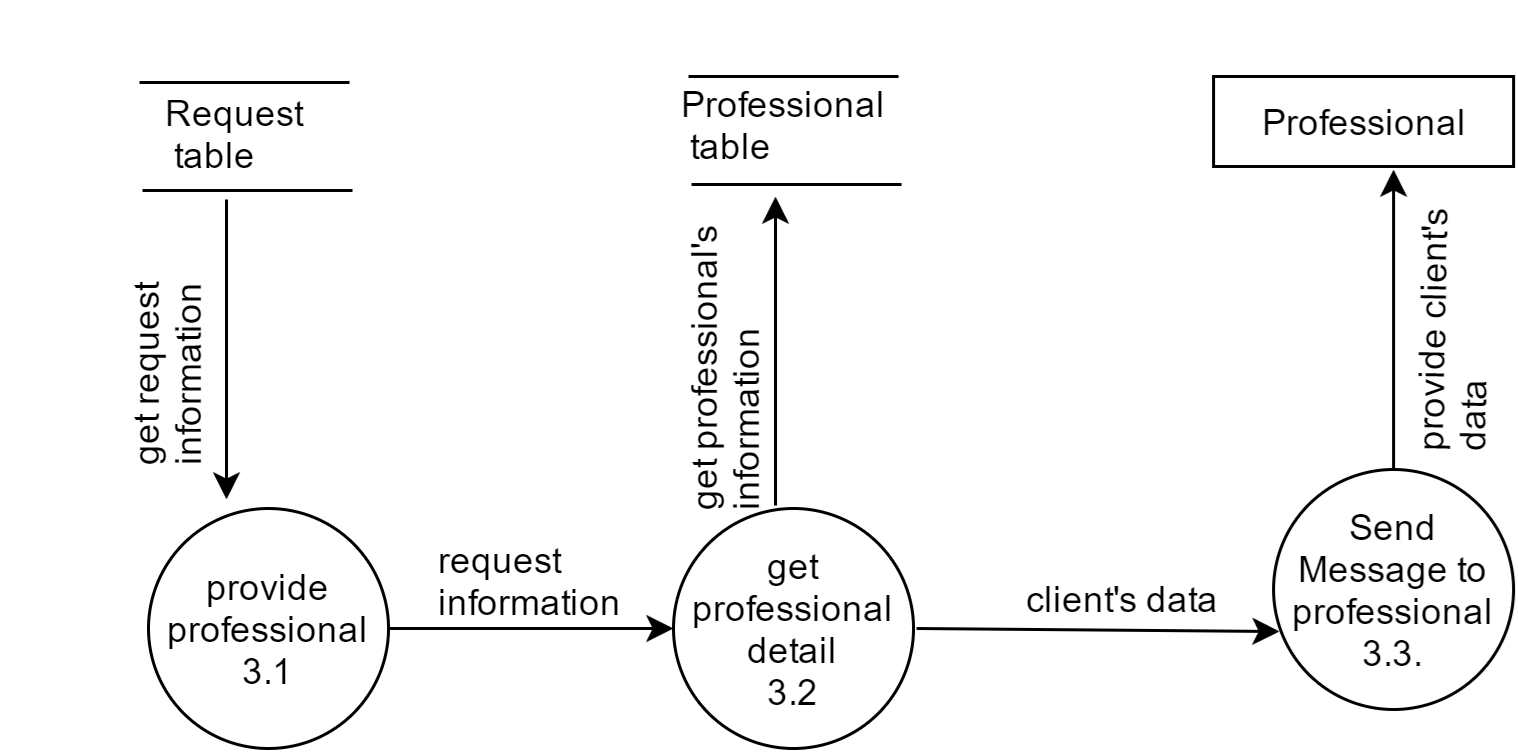 Request
table
Professional
table
Professional
get request
information
get professional's
information
provide client's
data
provide
professional
3.1
request
information
get
professional
detail
3.2
client's data
Send
Message to
professional
3.3.